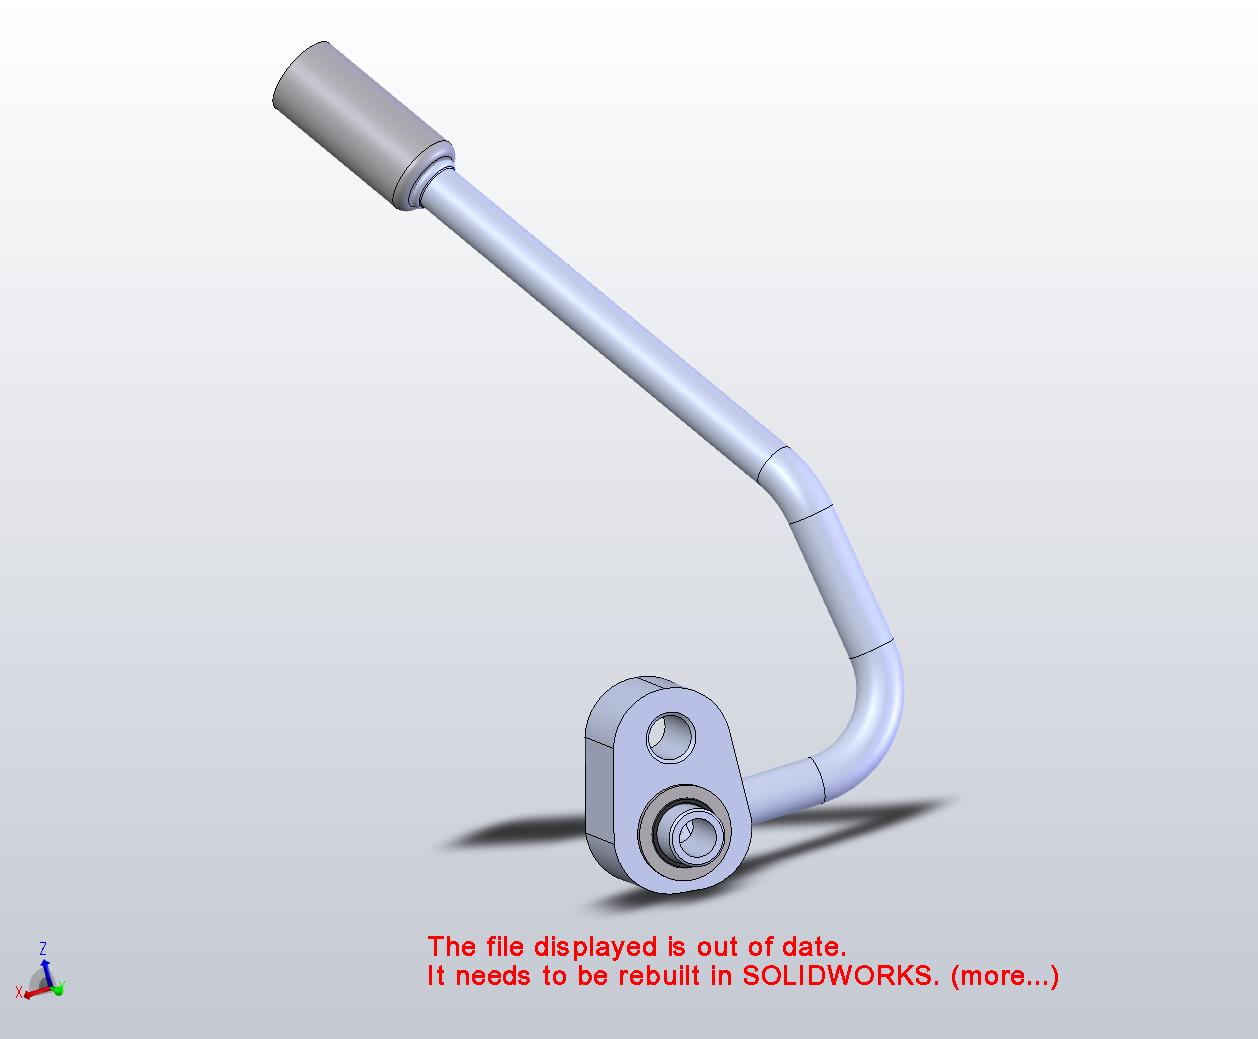 The file displayed is out of date.
It needs to be rebuilt in SOLIDWORKS. (more...)
Z
X
Y